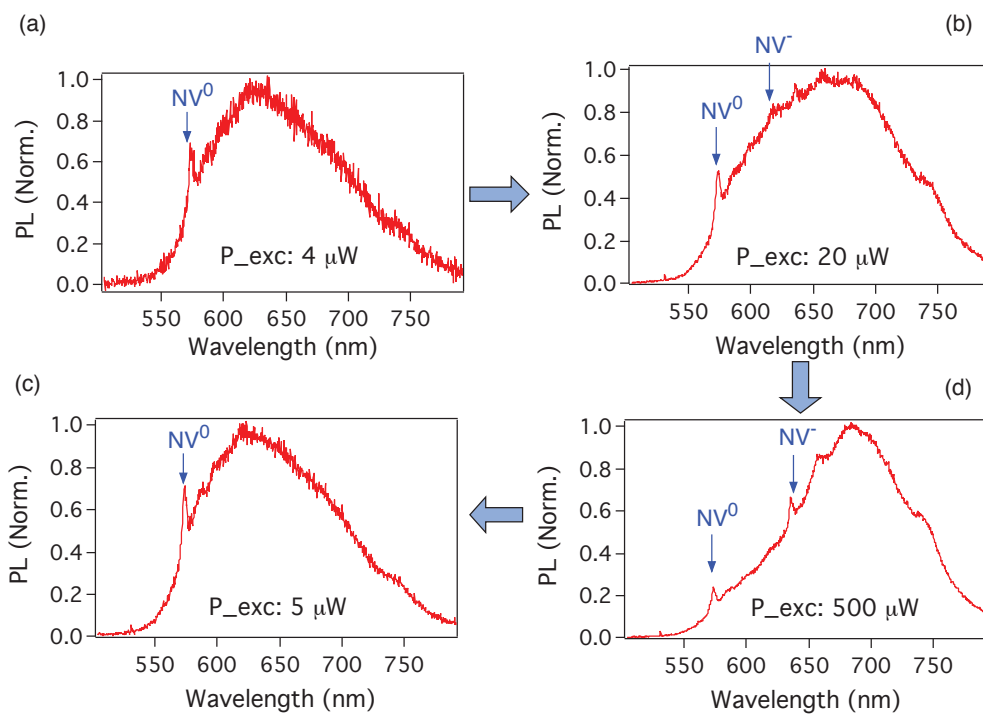 (a)
PL (Norm.)
1.0
0.8
0.6
0.4
0.2
0.0
NV⁰
P_exc: 4 µW
550 600 650 700 750
Wavelength (nm)
(b)
PL (Norm.)
1.0
0.8
0.6
0.4
0.2
0.0
NV⁻
NV⁰
P_exc: 20 µW
550 600 650 700 750
Wavelength (nm)
(c)
PL (Norm.)
1.0
0.8
0.6
0.4
0.2
0.0
NV⁰
P_exc: 5 µW
550 600 650 700 750
Wavelength (nm)
(d)
PL (Norm.)
1.0
0.8
0.6
0.4
0.2
0.0
NV⁻
NV⁰
P_exc: 500 µW
550 600 650 700 750
Wavelength (nm)